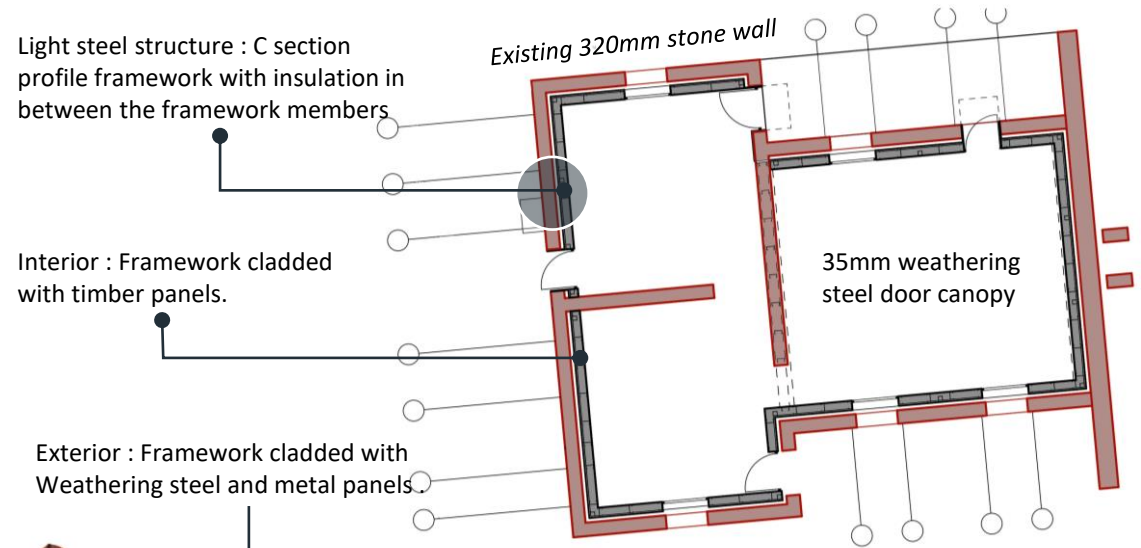 Light steel structure : C section
profile framework with insulation in
between the framework members
Existing 320mm stone wall
Interior : Framework cladded
with timber panels.
35mm weathering
steel door canopy
Exterior : Framework cladded with
Weathering steel and metal panels .